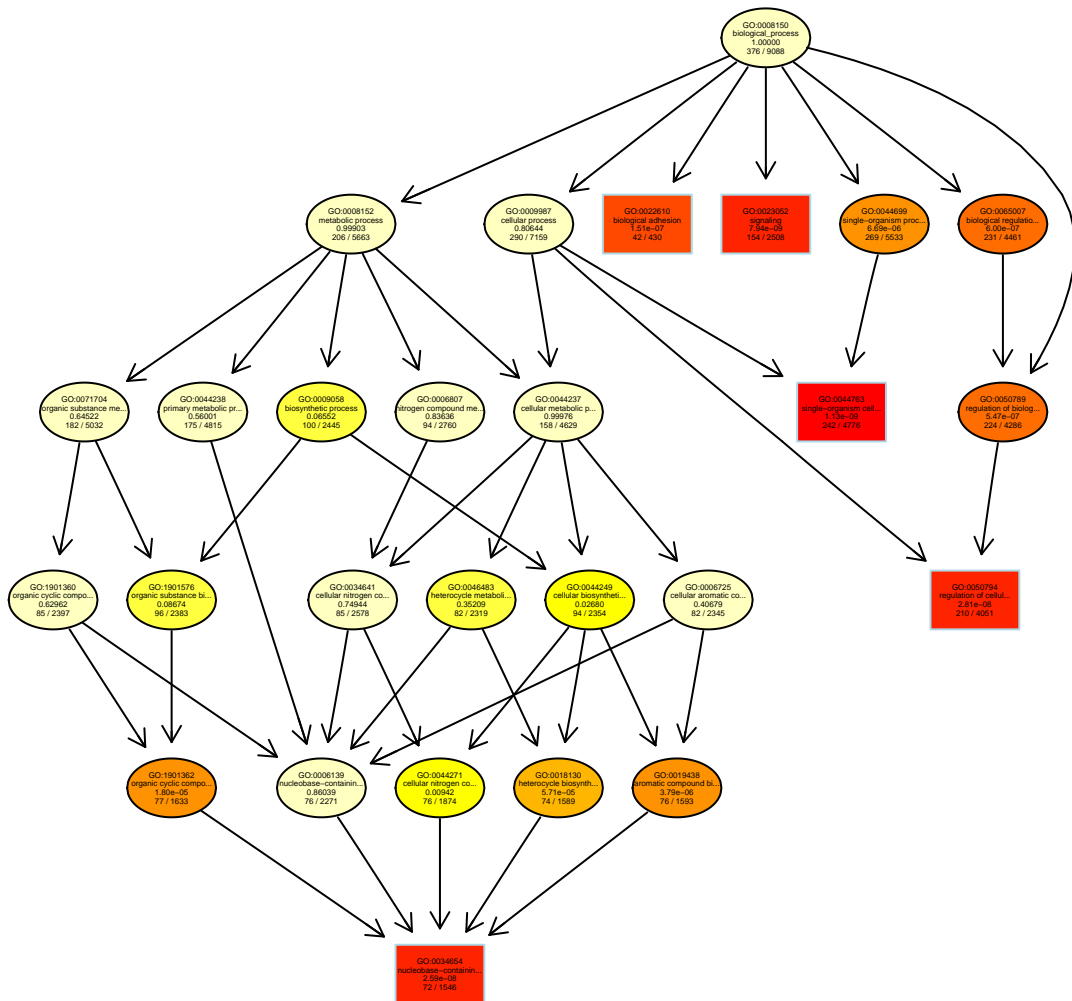 GO:0008150
biological_process
1.00000
376 / 9088
GO:0008152
metabolic process
0.99903
206 / 5663
GO:0009987
cellular process
0.80644
290 / 7159
GO:0022610
biological adhesion
1.51e−07
42 / 430
GO:0023052
signaling
7.94e−09
154 / 2508
GO:0044699
single−organism proc...
6.69e−06
269 / 5533
GO:0065007
biological regulatio...
6.00e−07
231 / 4461
GO:0071704
organic substance me...
0.64522
182 / 5032
GO:0044238
primary metabolic pr...
0.56001
175 / 4815
GO:0009058
biosynthetic process
0.06552
100 / 2445
GO:0006807
nitrogen compound me...
0.83636
94 / 2760
GO:0044237
cellular metabolic p...
0.99976
158 / 4629
GO:0044763
single−organism cell...
1.13e−09
242 / 4776
GO:0050789
regulation of biolog...
5.47e−07
224 / 4286
GO:1901360
organic cyclic compo...
0.62962
85 / 2397
GO:1901576
organic substance bi...
0.08674
96 / 2383
GO:0034641
cellular nitrogen co...
0.74944
85 / 2578
GO:0046483
heterocycle metaboli...
0.35209
82 / 2319
GO:0044249
cellular biosyntheti...
0.02680
94 / 2354
GO:0006725
cellular aromatic co...
0.40679
82 / 2345
GO:0050794
regulation of cellul...
2.81e−08
210 / 4051
GO:1901362
organic cyclic compo...
1.80e−05
77 / 1633
GO:0006139
nucleobase−containin...
0.86039
76 / 2271
GO:0044271
cellular nitrogen co...
0.00942
76 / 1874
GO:0018130
heterocycle biosynth...
5.71e−05
74 / 1589
GO:0019438
aromatic compound bi...
3.79e−06
76 / 1593
GO:0034654
nucleobase−containin...
2.59e−08
72 / 1546